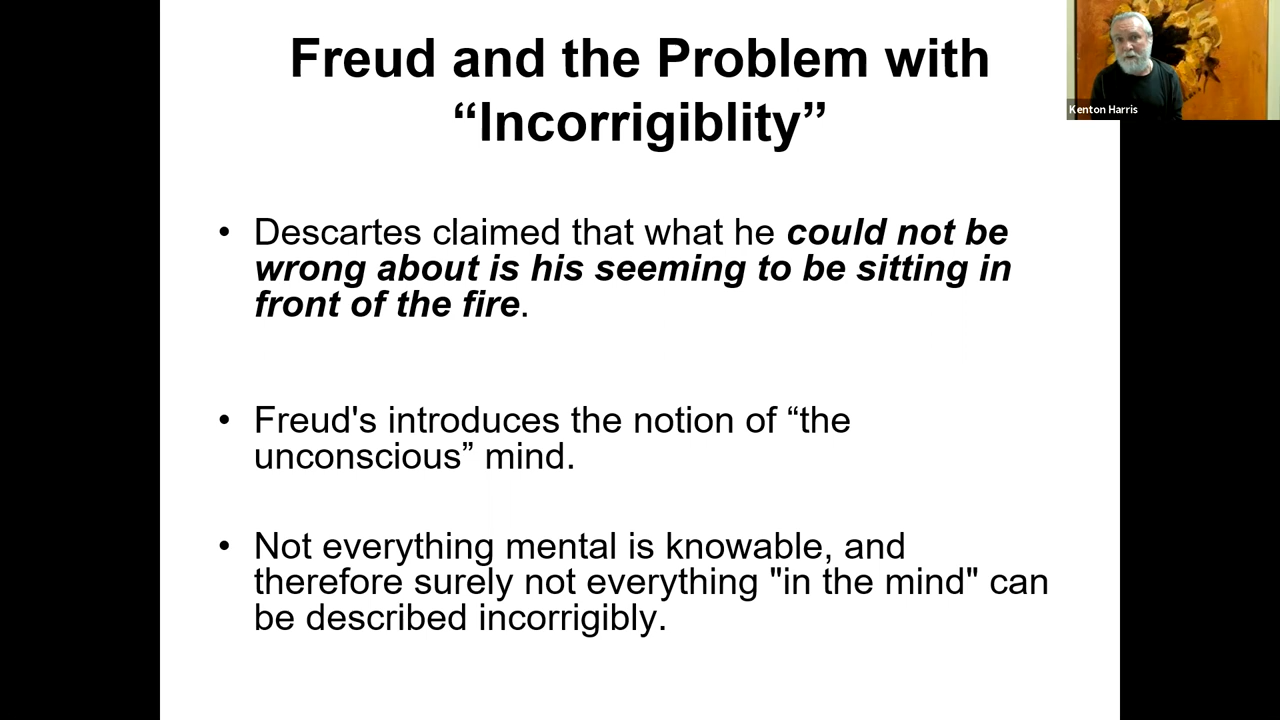 Freud and the Problem with
“Incorrigiblity”
Kenton Harris
• Descartes claimed that what he could not be
wrong about is his seeming to be sitting in
front of the fire.
• Freud's introduces the notion of “the
unconscious” mind.
• Not everything mental is knowable, and
therefore surely not everything "in the mind" can
be described incorrigibly.